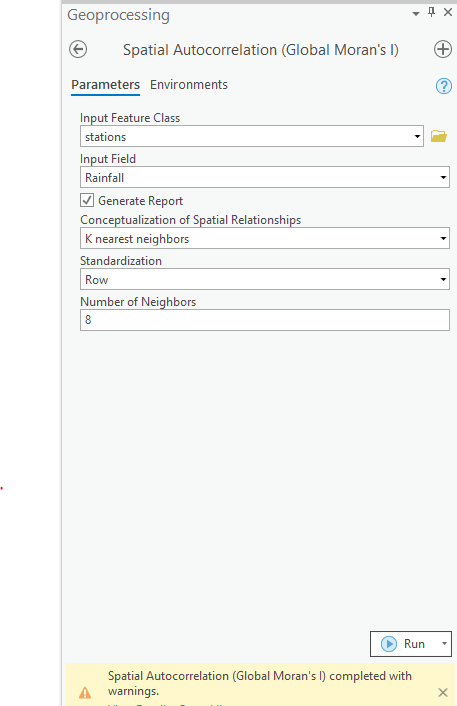 Geoprocessing
Spatial Autocorrelation (Global Moran's I)
Parameters Environments
Input Feature Class
stations
Input Field
Rainfall
Generate Report
Conceptualization of Spatial Relationships
K nearest neighbors
Standardization
Row
Number of Neighbors
8
Run
Spatial Autocorrelation (Global Moran's I) completed with
warnings.